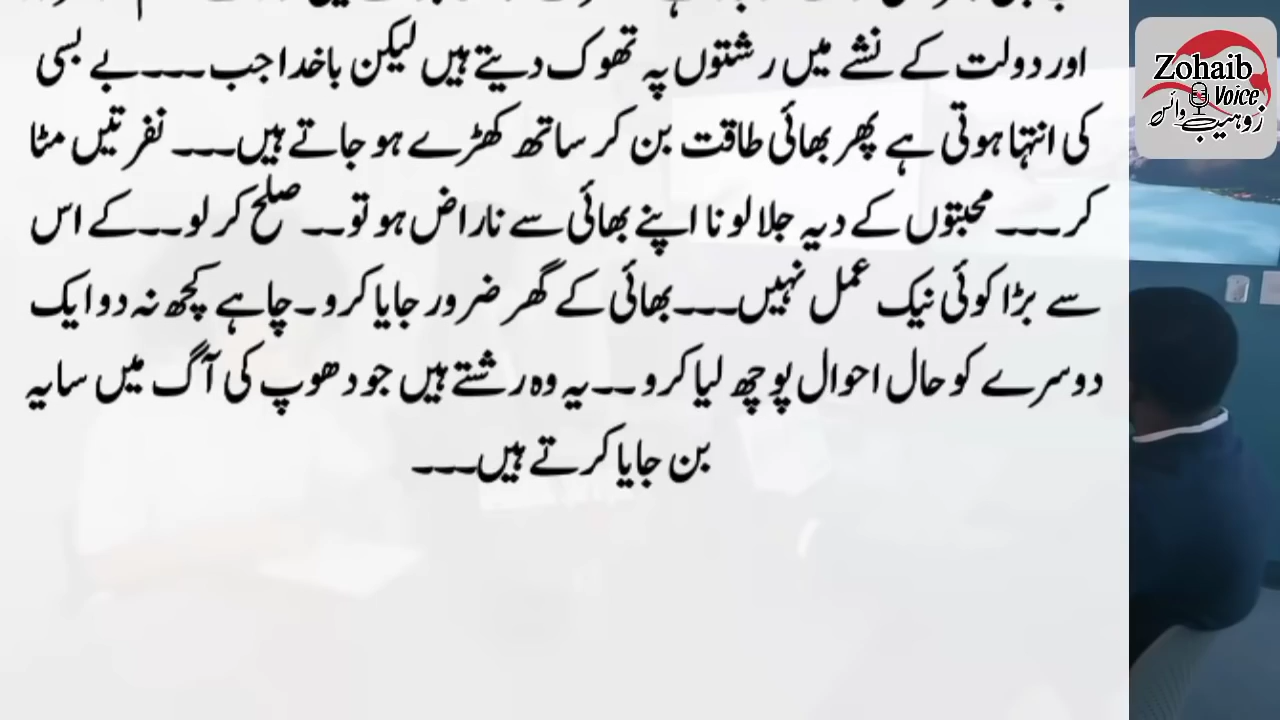 اور دولت کے نشے میں رشتوں پہ تھوک دیتے ہیں لیکن باخدا جب۔۔۔بے بسی
کی انتہا ہوتی ہے پھر بھائی طاقت بن کر ساتھ کھڑے ہو جاتے ہیں۔۔۔ نفرتیں مٹا
کر۔۔۔ محبتوں کے دیہ جلا لو نا اپنے بھائی سے ناراض ہو تو۔۔ صلح کر لو۔۔کے اس
سے بڑا کوئی نیک عمل نہیں۔۔۔بھائی کے گھر ضرور جایا کرو۔چاہے کچھ نہ دو ایک
دوسرے کو حال احوال پوچھ لیا کرو۔۔یہ وہ رشتے ہیں جو دھوپ کی آگ میں سایہ
بن جایا کرتے ہیں۔۔۔
Zohaib
Voice
زوہیب وائس